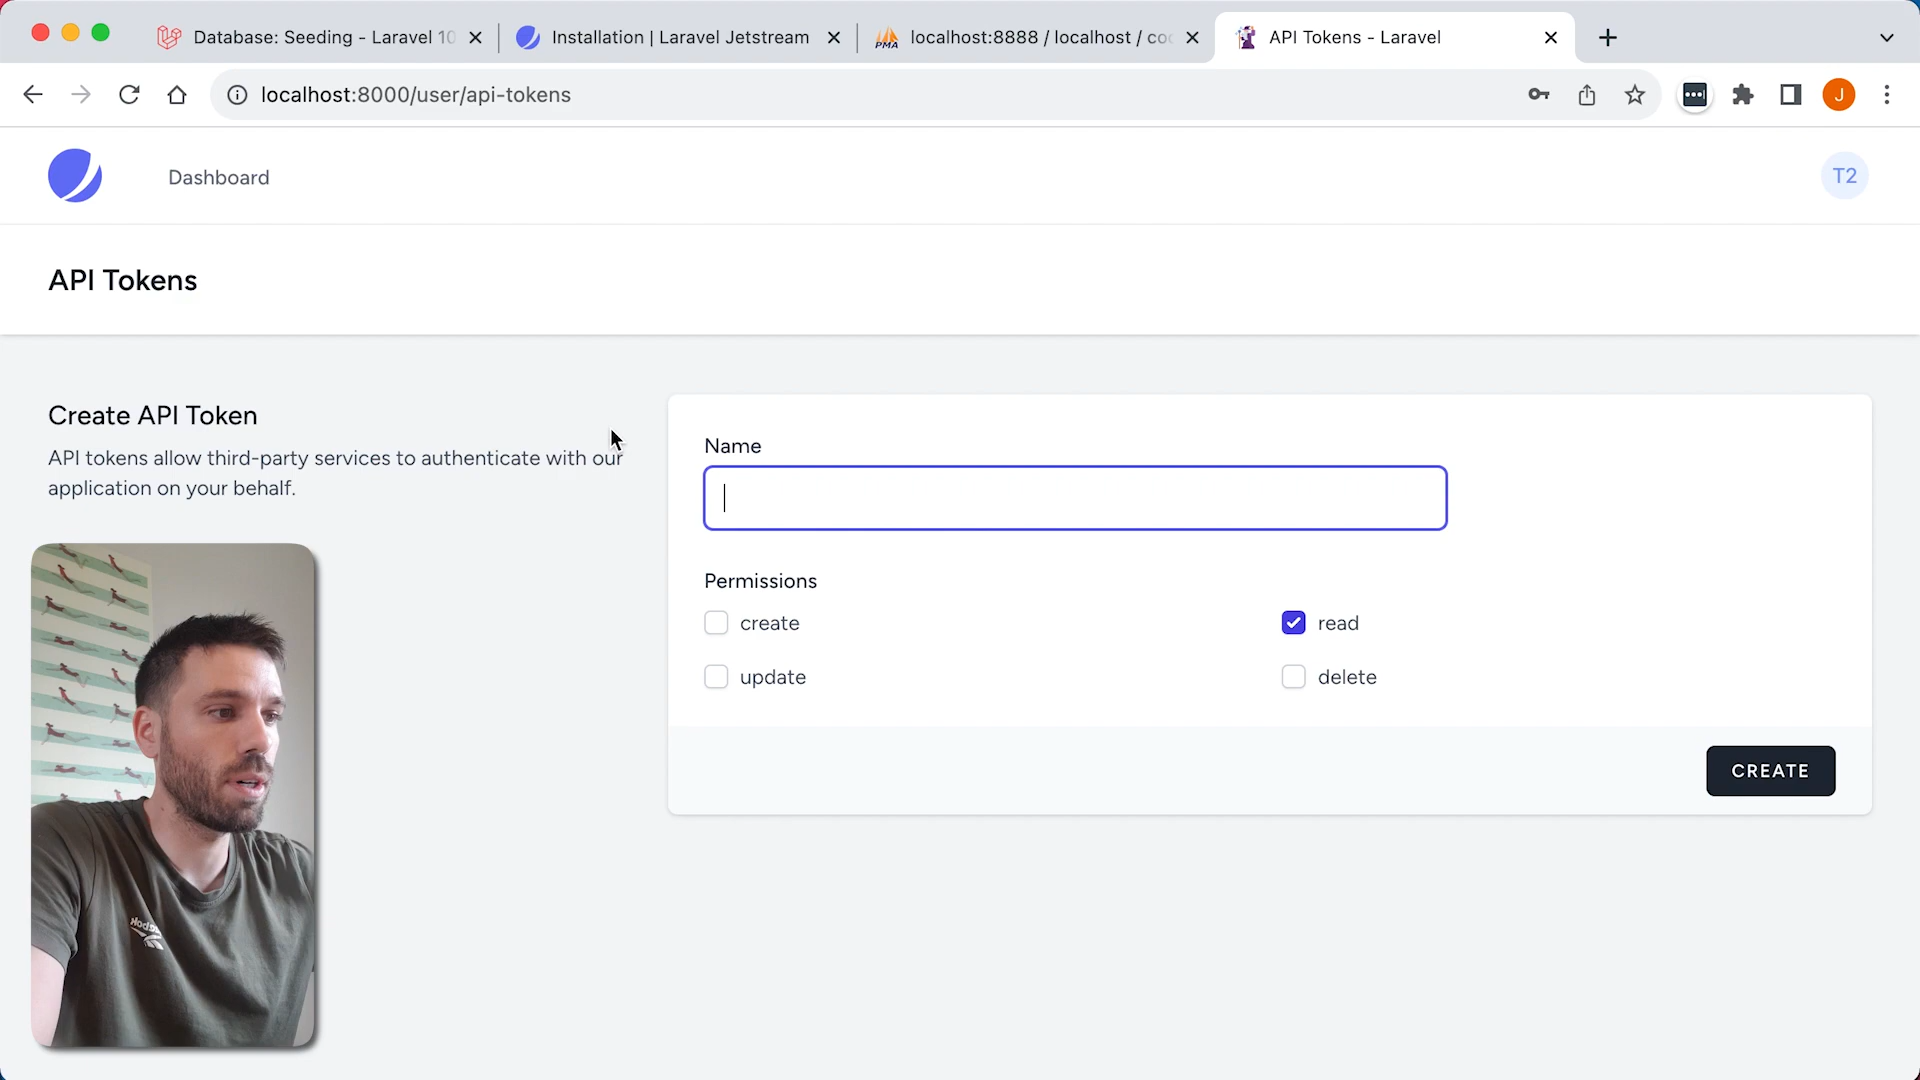 Database: Seeding - Laravel 10
Installation | Laravel Jetstream
PMA
localhost:8888 / localhost / co
API Tokens - Laravel
localhost:8000/user/api-tokens
J
Dashboard
T2
API Tokens
Create API Token
API tokens allow third-party services to authenticate with our
application on your behalf.
Name
Permissions
create
read
update
delete
CREATE
Reebok